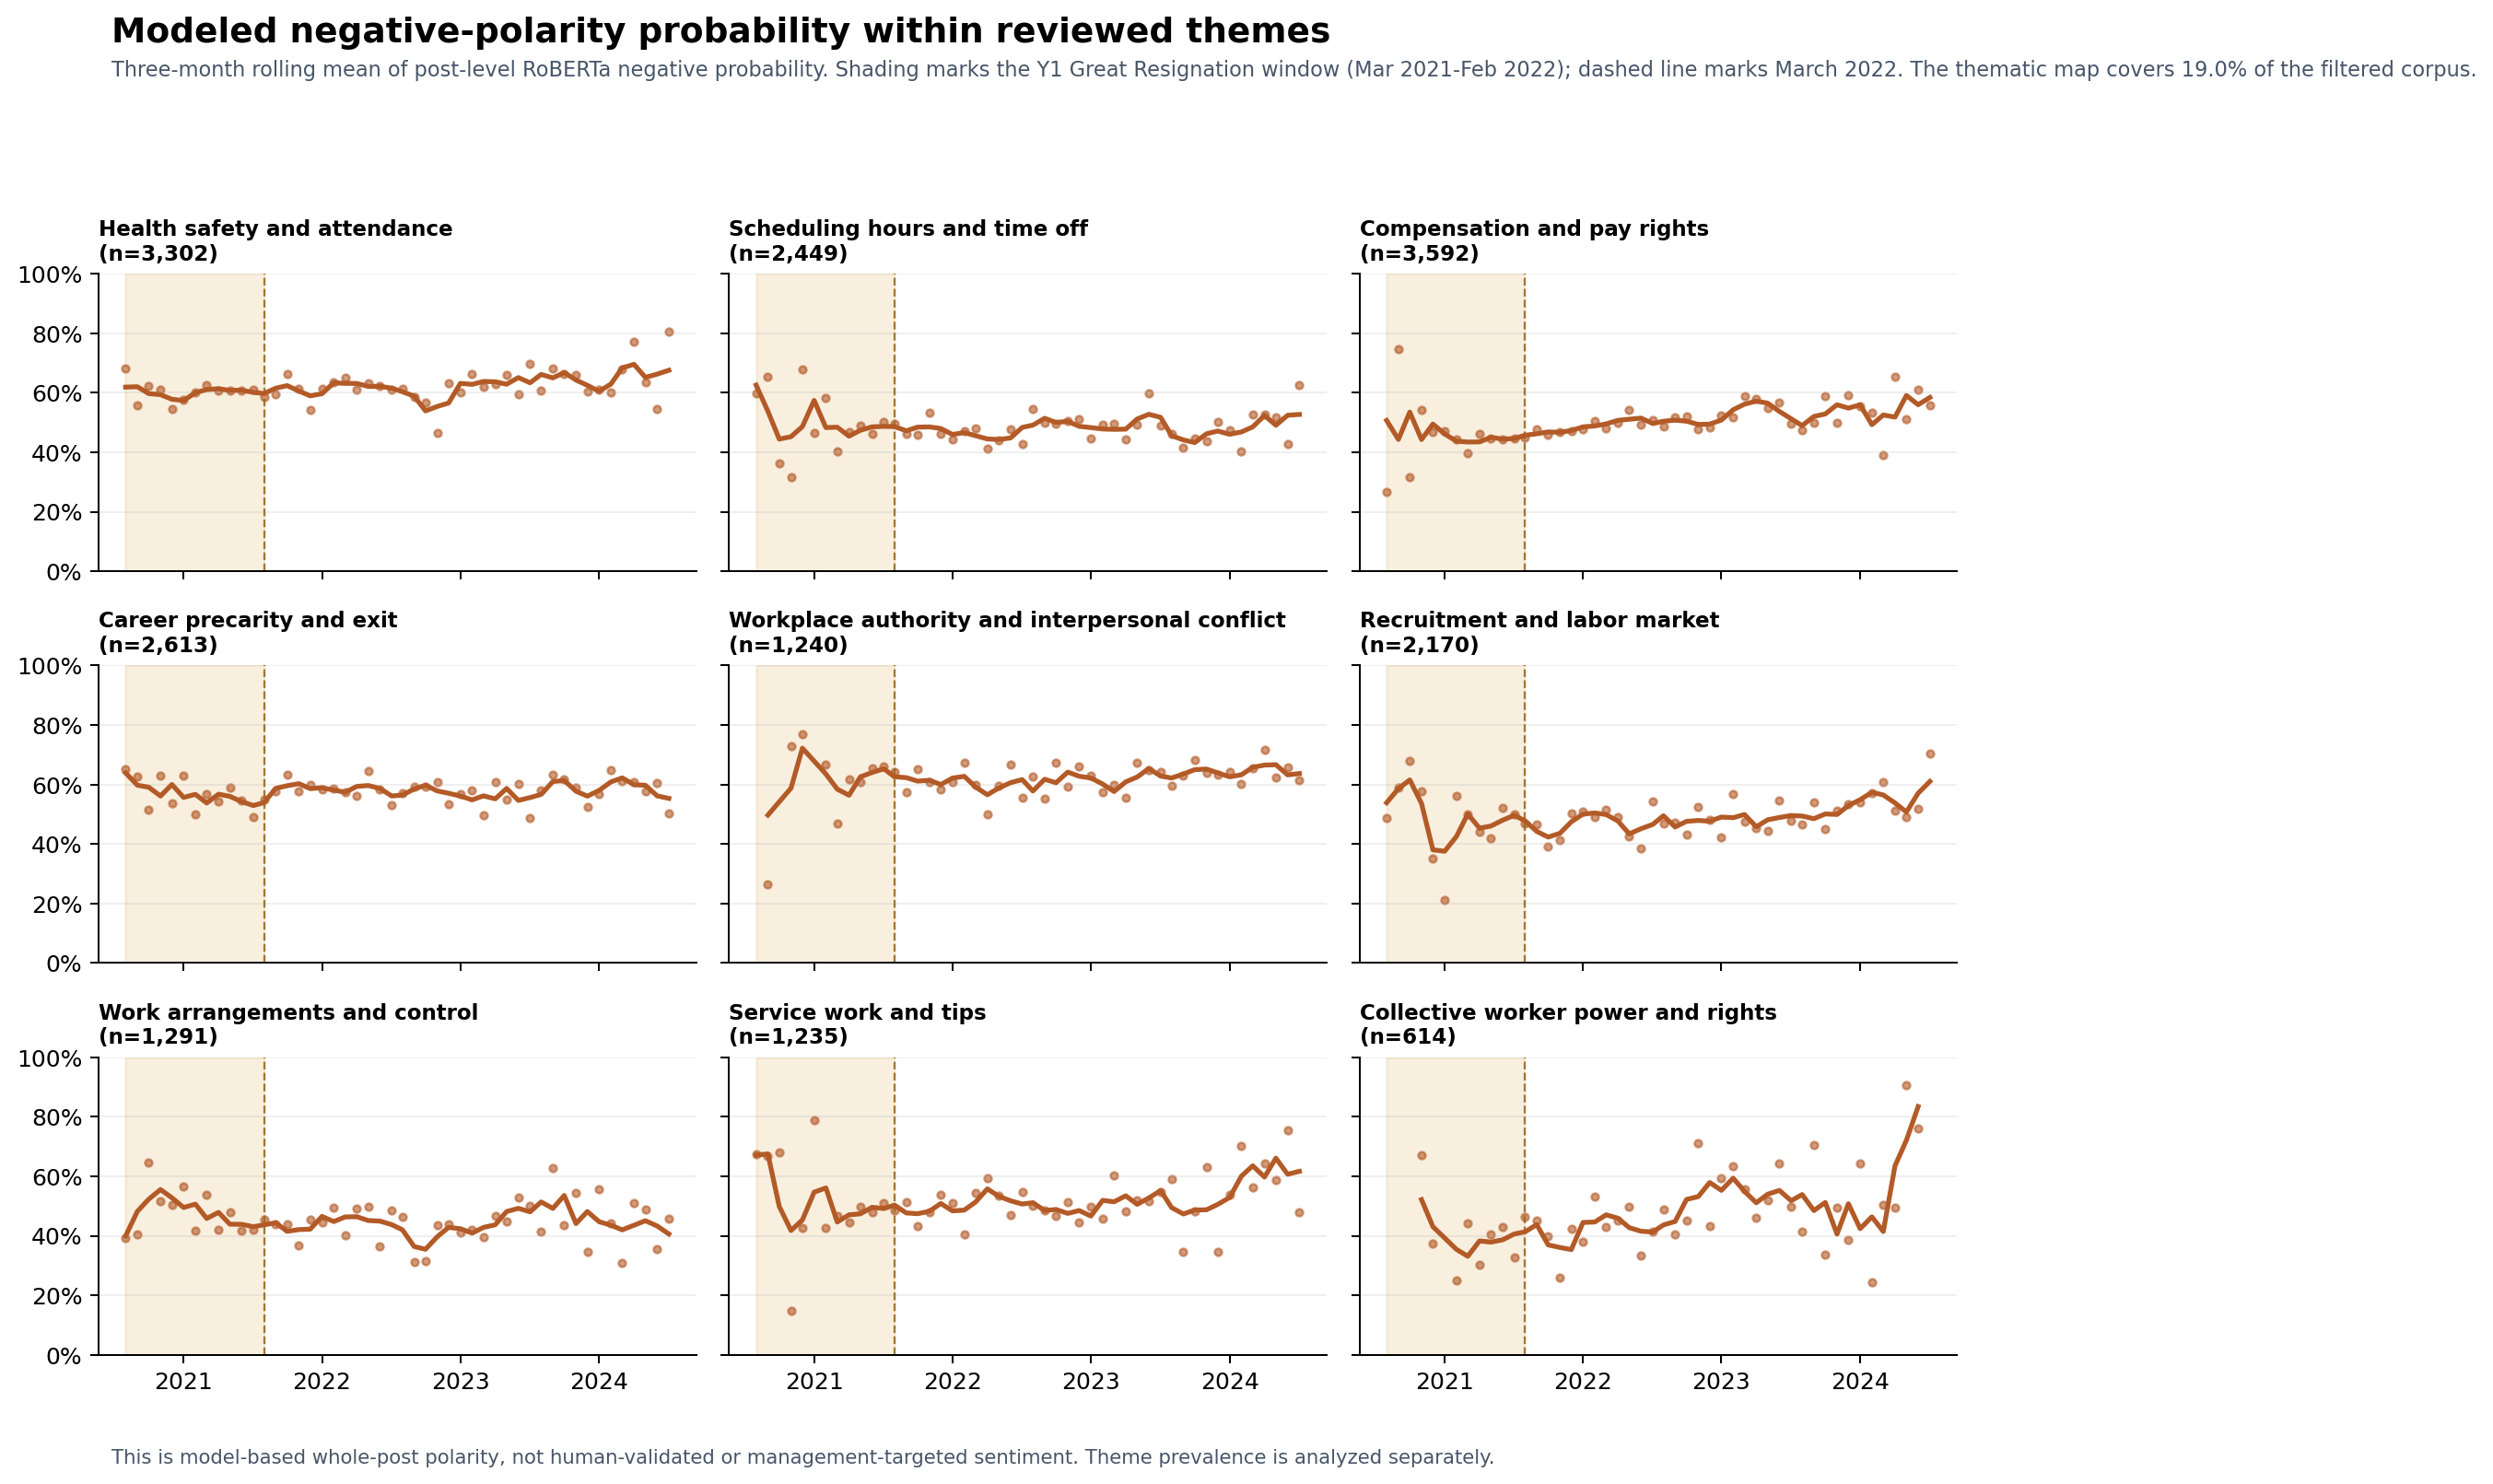 Modeled negative-polarity probability within reviewed themes
Three-month rolling mean of post-level RoBERTa negative probability. Shading marks the Y1 Great Resignation window (Mar 2021-Feb 2022); dashed line marks March 2022. The thematic map covers 19.0% of the filtered corpus.
Health safety and attendance
(n=3,302)
Scheduling hours and time off
(n=2,449)
Compensation and pay rights
(n=3,592)
100%
80%
60%
40%
20%
0%
Career precarity and exit
(n=2,613)
Workplace authority and interpersonal conflict
(n=1,240)
Recruitment and labor market
(n=2,170)
100%
80%
60%
40%
20%
0%
Work arrangements and control
(n=1,291)
Service work and tips
(n=1,235)
Collective worker power and rights
(n=614)
100%
80%
60%
40%
20%
0%
2021 2022 2023 2024
2021 2022 2023 2024
2021 2022 2023 2024
This is model-based whole-post polarity, not human-validated or management-targeted sentiment. Theme prevalence is analyzed separately.